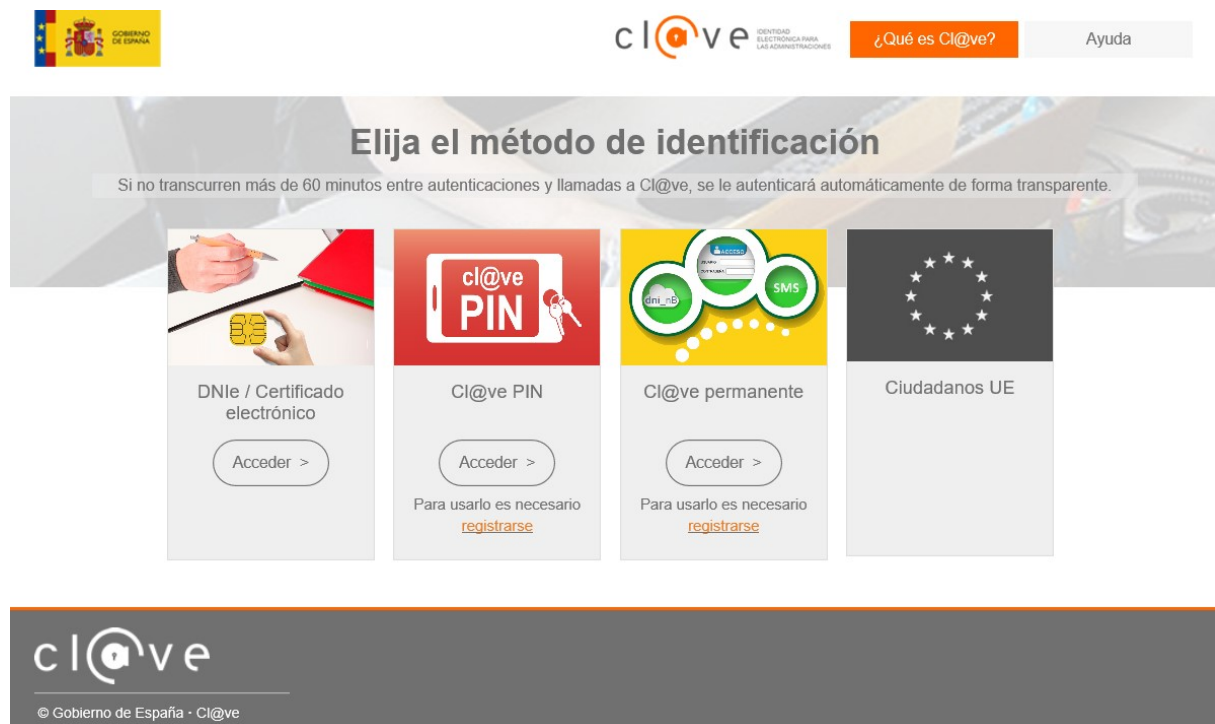 GOBIERNO
DE ESPAÑA
cl@ve
IDENTIDAD
ELECTRÓNICA PARA
LAS ADMINISTRACIONES
¿Qué es Cl@ve?
Ayuda
Elija el método de identificación
Si no transcurren más de 60 minutos entre autenticaciones y llamadas a Cl@ve, se le autenticará automáticamente de forma transparente.
cl@ve
PIN
ACCESO
dni_nB
SMS
DNIe / Certificado
electrónico
Acceder >
Cl@ve PIN
Acceder >
Para usarlo es necesario
registrarse
Cl@ve permanente
Acceder >
Para usarlo es necesario
registrarse
Ciudadanos UE
cl@ve
© Gobierno de España · Cl@ve